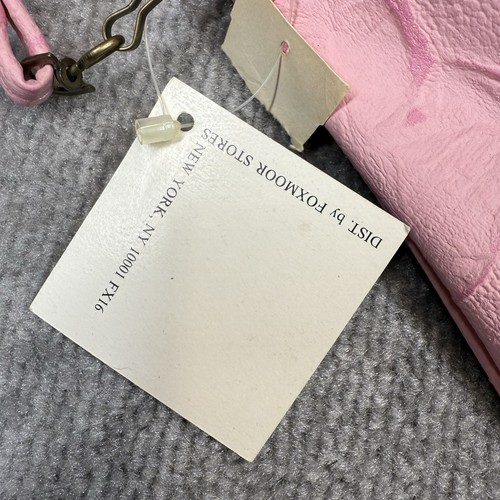 DIST. by FOXMOOR STORES
NEW YORK, NY 10001 FX16